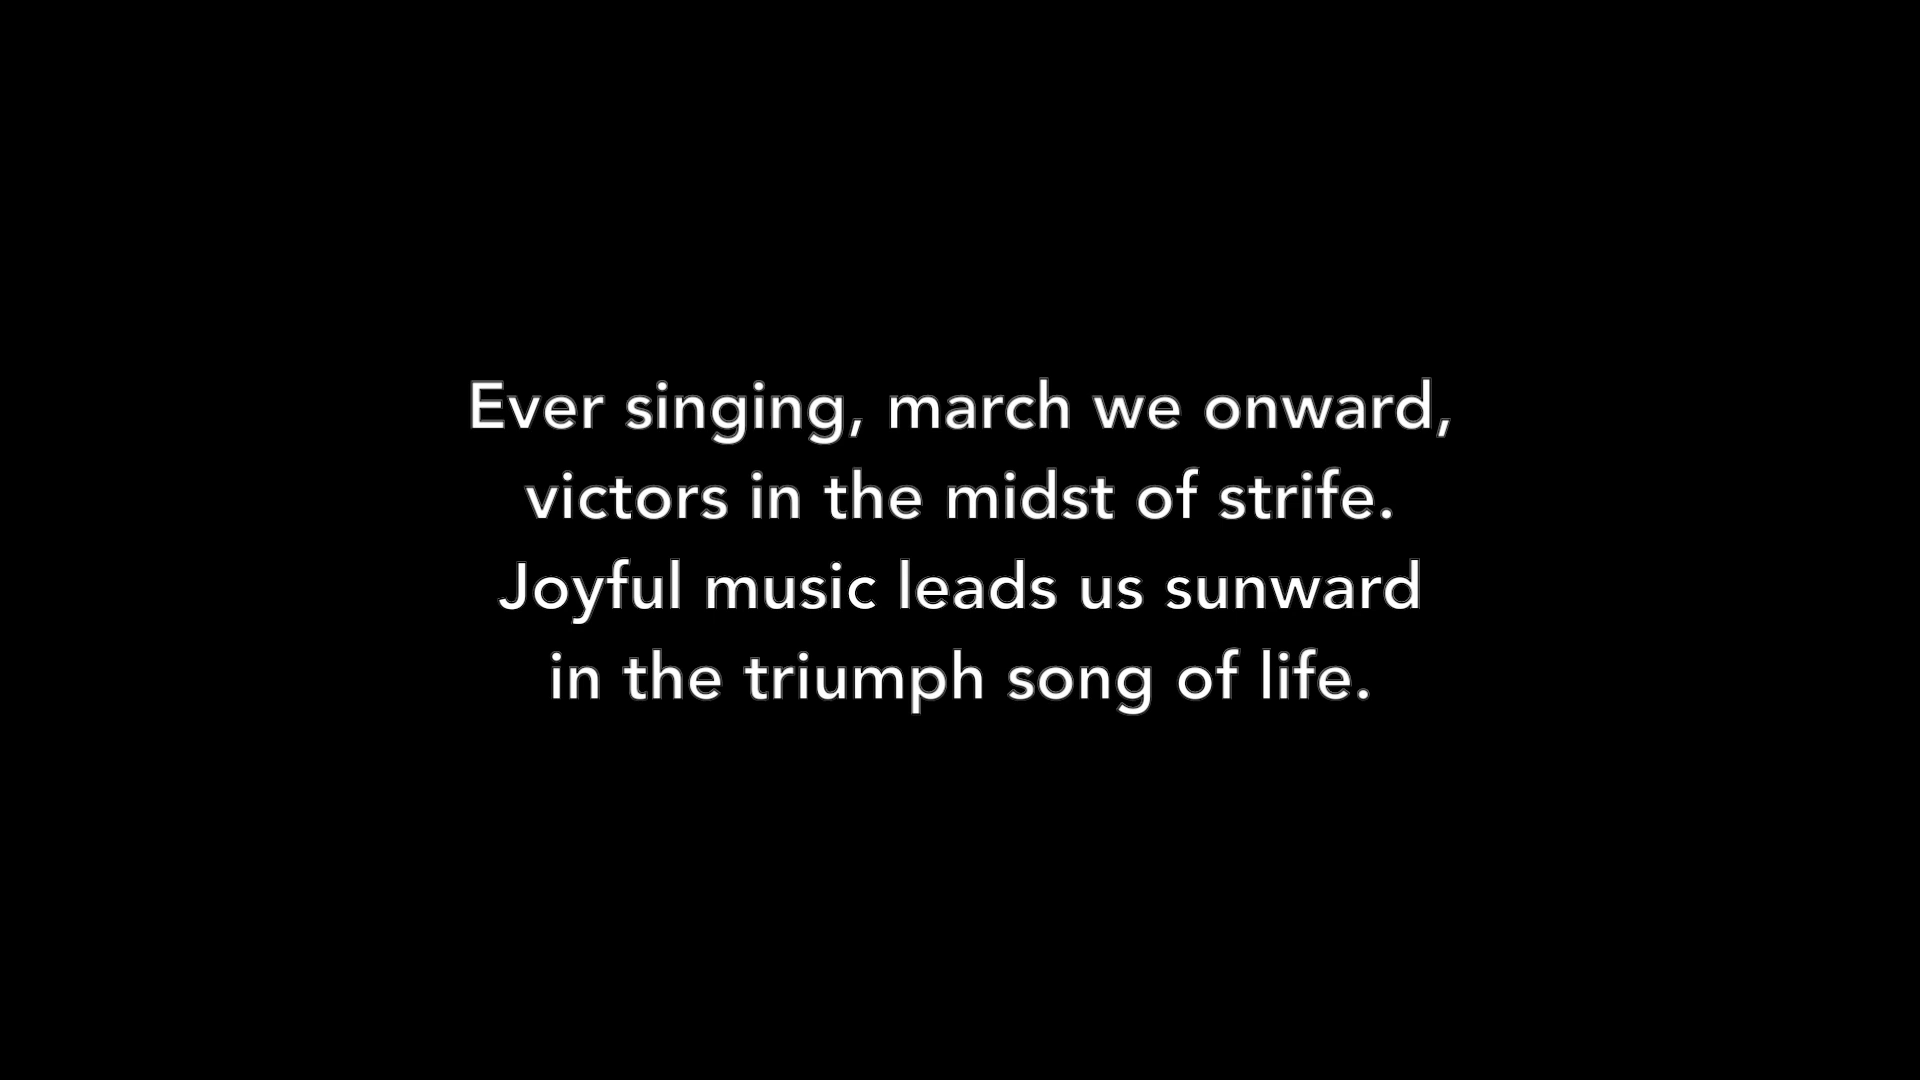 Ever singing, march we onward,
victors in the midst of strife.
Joyful music leads us sunward
in the triumph song of life.